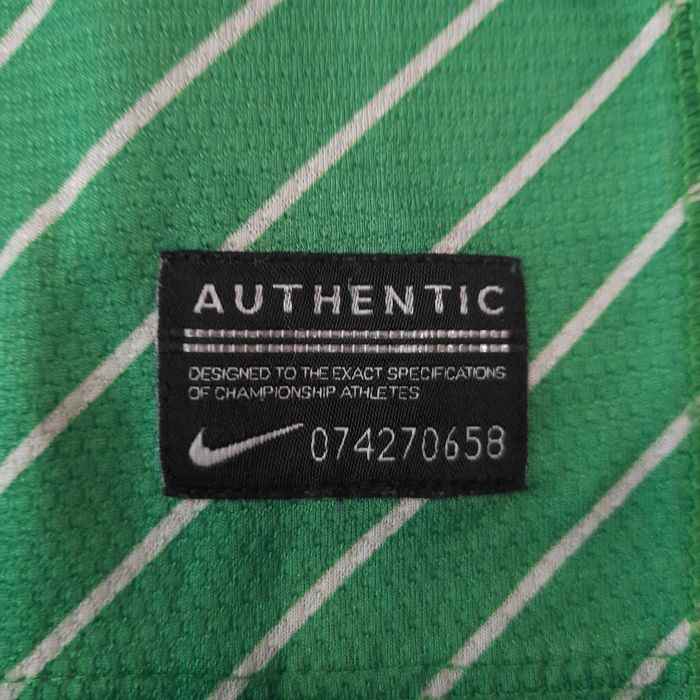 AUTHENTIC
DESIGNED TO THE EXACT SPECIFICATIONS
OF CHAMPIONSHIP ATHLETES
074270658